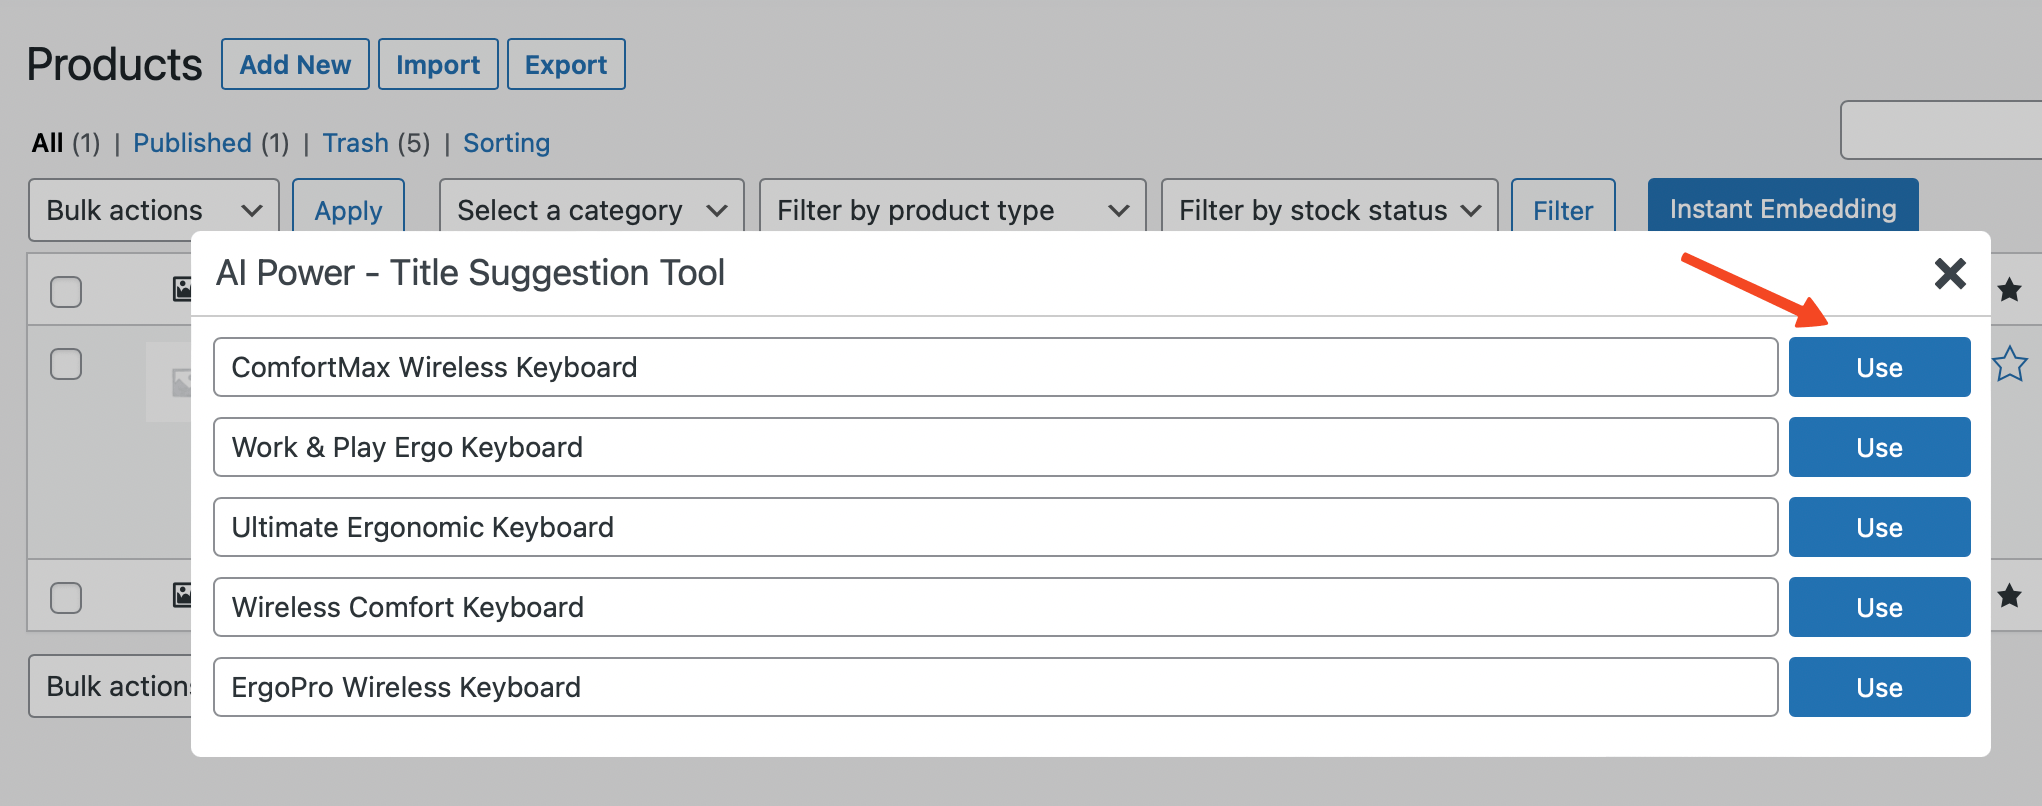 Products Add New Import Export
All (1) | Published (1) | Trash (5) | Sorting
Bulk actions Apply Select a category Filter by product type Filter by stock status Filter Instant Embedding
AI Power - Title Suggestion Tool
ComfortMax Wireless Keyboard Use
Work & Play Ergo Keyboard Use
Ultimate Ergonomic Keyboard Use
Wireless Comfort Keyboard Use
ErgoPro Wireless Keyboard Use
Bulk action